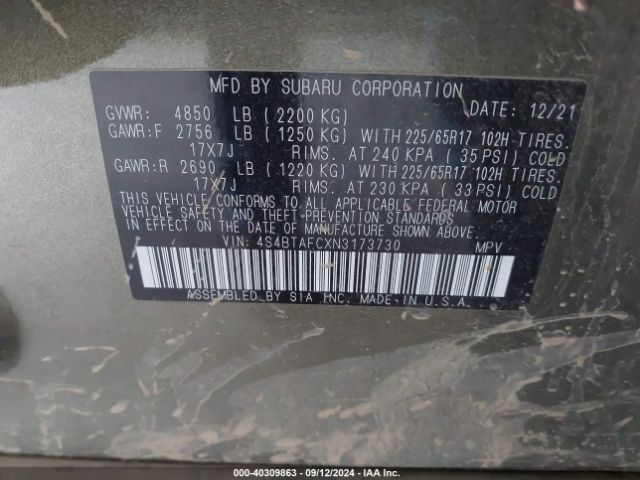 MFD BY SUBARU CORPORATION
GVWR: 4850 LB ( 2200 KG) DATE: 12/21
GAWR:F 2756 LB ( 1250 KG) WITH 225/65R17 102H TIRES.
17X7J RIMS. AT 240 KPA ( 35 PSI) COLD
GAWR:R 2690 LB ( 1220 KG) WITH 225/65R17 102H TIRES.
17X7J RIMS. AT 230 KPA ( 33 PSI) COLD
THIS VEHICLE CONFORMS TO ALL APPLICABLE FEDERAL MOTOR
VEHICLE SAFETY, BUMPER, AND THEFT PREVENTION STANDARDS
IN EFFECT ON THE DATE OF MANUFACTURE SHOWN ABOVE.
VIN: 4S4BTAFCXN3173730 MPV
ASSEMBLED BY SIA INC. MADE IN U.S.A.
000-40309863 - 09/12/2024 - IAA Inc.